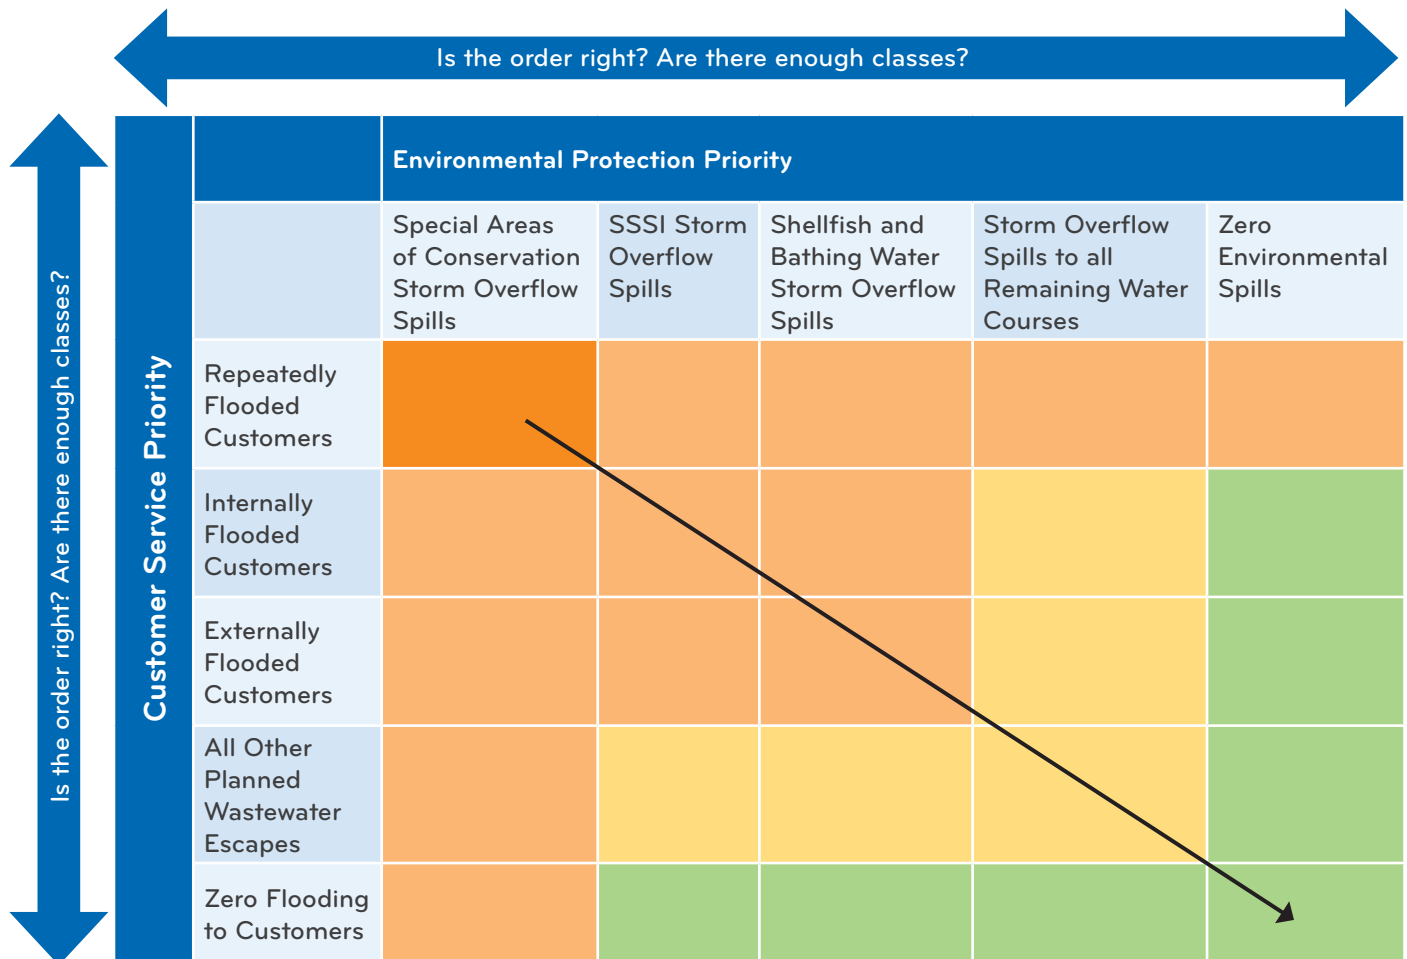 Is the order right? Are there enough classes?
Is the order right? Are there enough classes?
Customer Service Priority
Environmental Protection Priority
Special Areas
of Conservation
Storm Overflow
Spills
SSSI Storm
Overflow
Spills
Shellfish and
Bathing Water
Storm Overflow
Spills
Storm Overflow
Spills to all
Remaining Water
Courses
Zero
Environmental
Spills
Repeatedly
Flooded
Customers
Internally
Flooded
Customers
Externally
Flooded
Customers
All Other
Planned
Wastewater
Escapes
Zero Flooding
to Customers